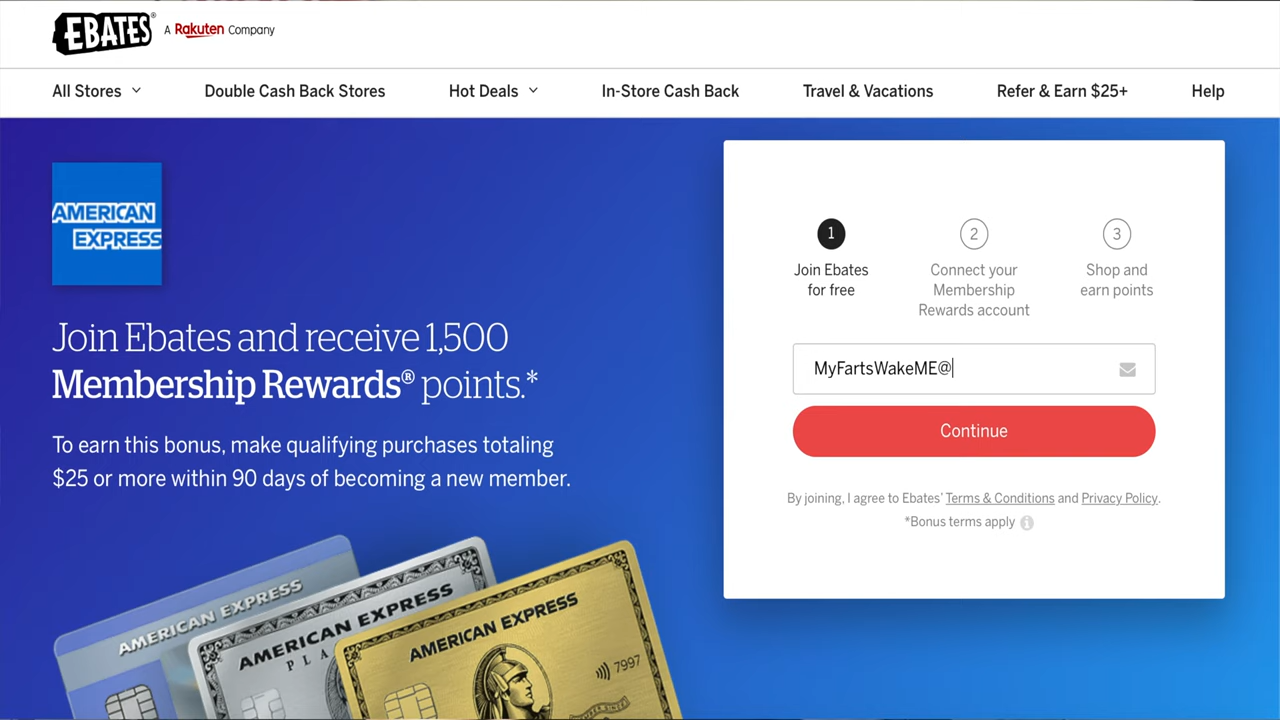 EBATES® A Rakuten Company
All Stores Double Cash Back Stores Hot Deals In-Store Cash Back Travel & Vacations Refer & Earn $25+ Help
AMERICAN
EXPRESS
Join Ebates and receive 1,500
Membership Rewards® points.*
To earn this bonus, make qualifying purchases totaling
$25 or more within 90 days of becoming a new member.
AMERICAN EXPRESS
AMERICAN EXPRESS
PLA
AMERICAN EXPRESS
7997
1 2 3
Join Ebates
for free
Connect your
Membership
Rewards account
Shop and
earn points
MyFartsWakeME@
Continue
By joining, I agree to Ebates' Terms & Conditions and Privacy Policy.
*Bonus terms apply